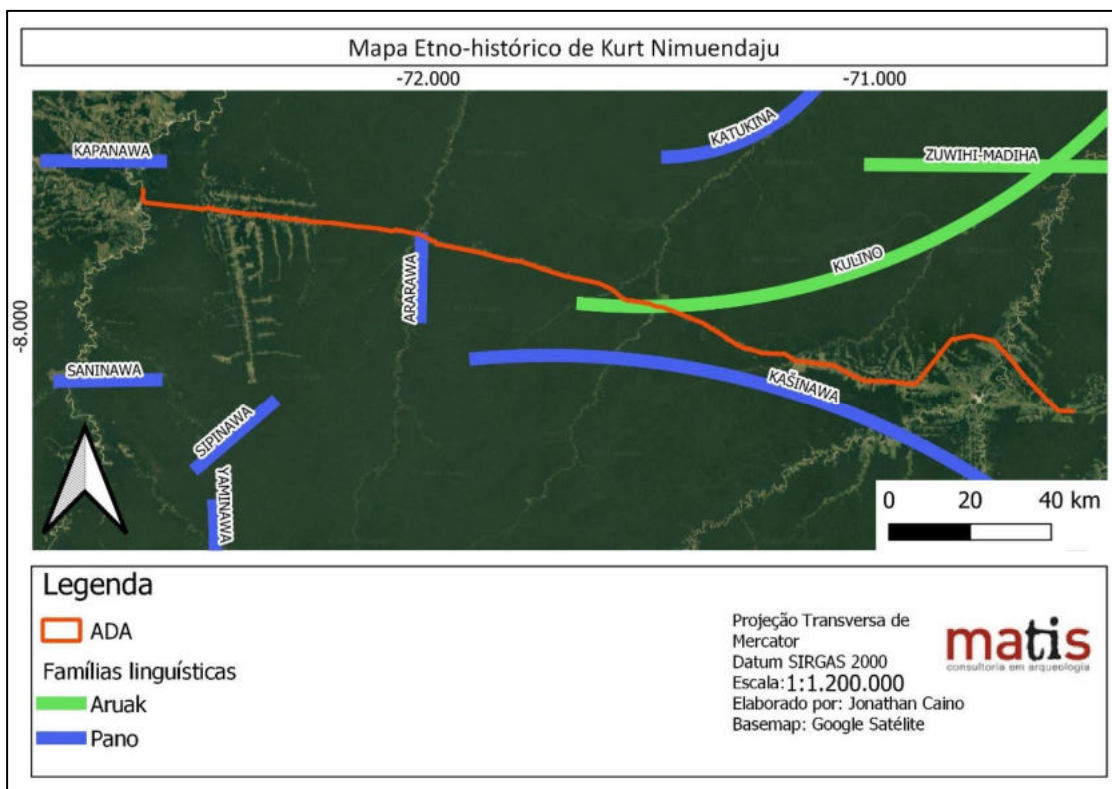 Mapa Etno-histórico de Kurt Nimuendaju
-72.000
-71.000
-8.000
KAPANAWA
KATUKINA
ZUWIHI-MADIHA
KULINO
ARARAWA
SANINAWA
KAŠINAWA
SIPINAWA
YAMINAWA
0 20 40 km
Legenda
ADA
Famílias linguísticas
Aruak
Pano
Projeção Transversa de
Mercator
Datum SIRGAS 2000
Escala:1:1.200.000
Elaborado por: Jonathan Caino
Basemap: Google Satélite
matis
consultoria em arqueologia